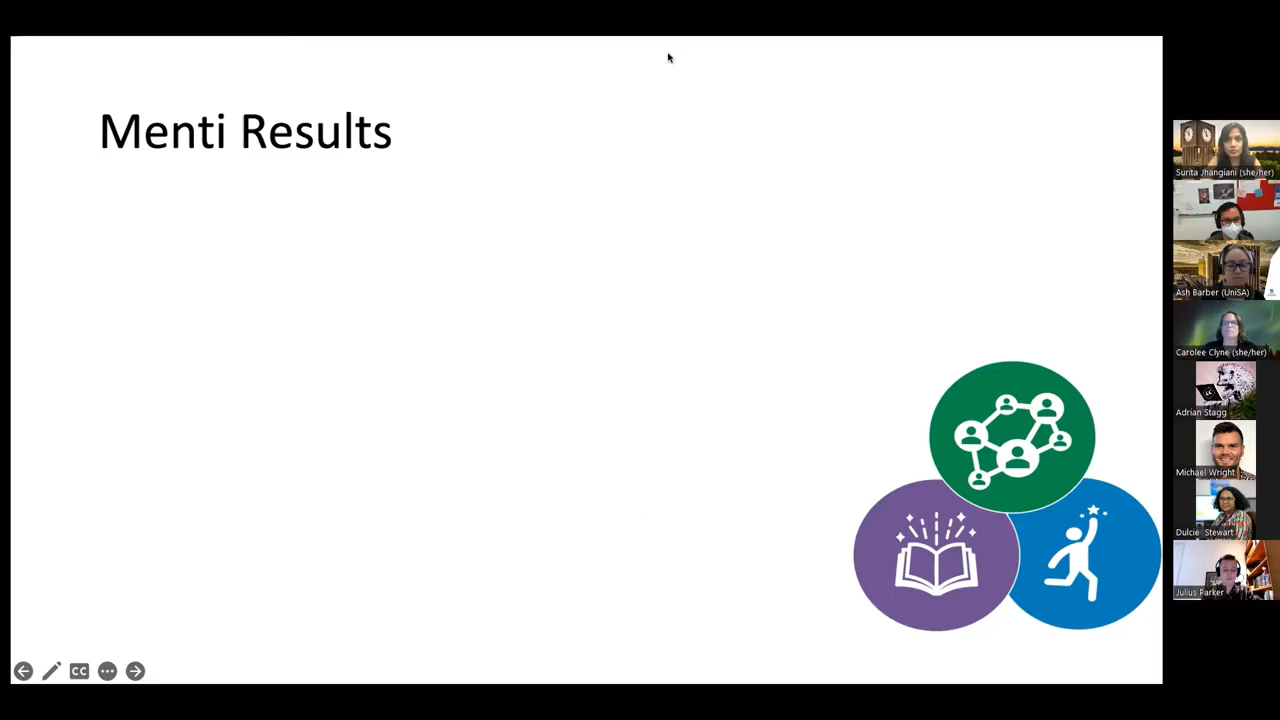 Menti Results
Surita Jhangiani (she/her)
Ash Barber (UniSA)
Carolee Clyne (she/her)
Adrian Stagg
Michael Wright
Dulcie Stewart
Julius Parker
CC